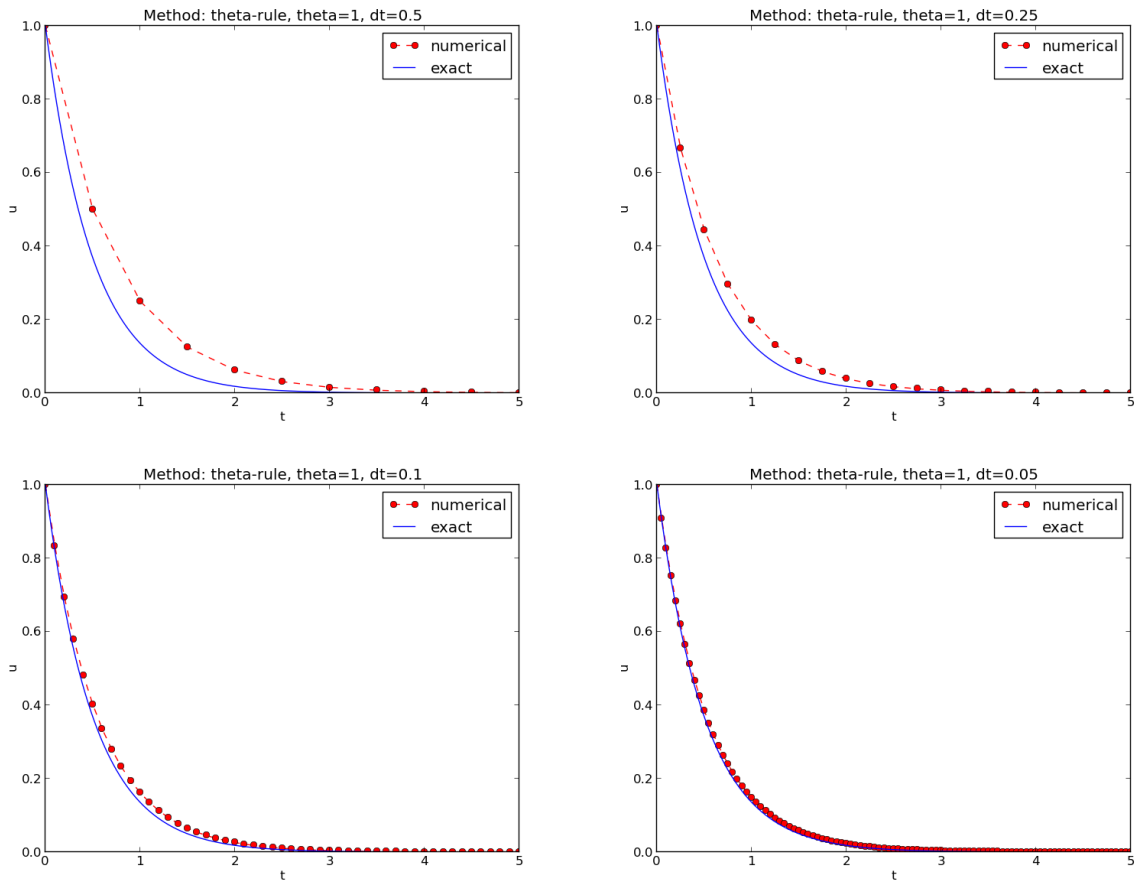 Method: theta-rule, theta=1, dt=0.5
1.0
0.8
0.6
0.4
0.2
0.0
u
numerical
exact
0 1 2 3 4 5
t
Method: theta-rule, theta=1, dt=0.25
1.0
0.8
0.6
0.4
0.2
0.0
u
numerical
exact
0 1 2 3 4 5
t
Method: theta-rule, theta=1, dt=0.1
1.0
0.8
0.6
0.4
0.2
0.0
u
numerical
exact
0 1 2 3 4 5
t
Method: theta-rule, theta=1, dt=0.05
1.0
0.8
0.6
0.4
0.2
0.0
u
numerical
exact
0 1 2 3 4 5
t